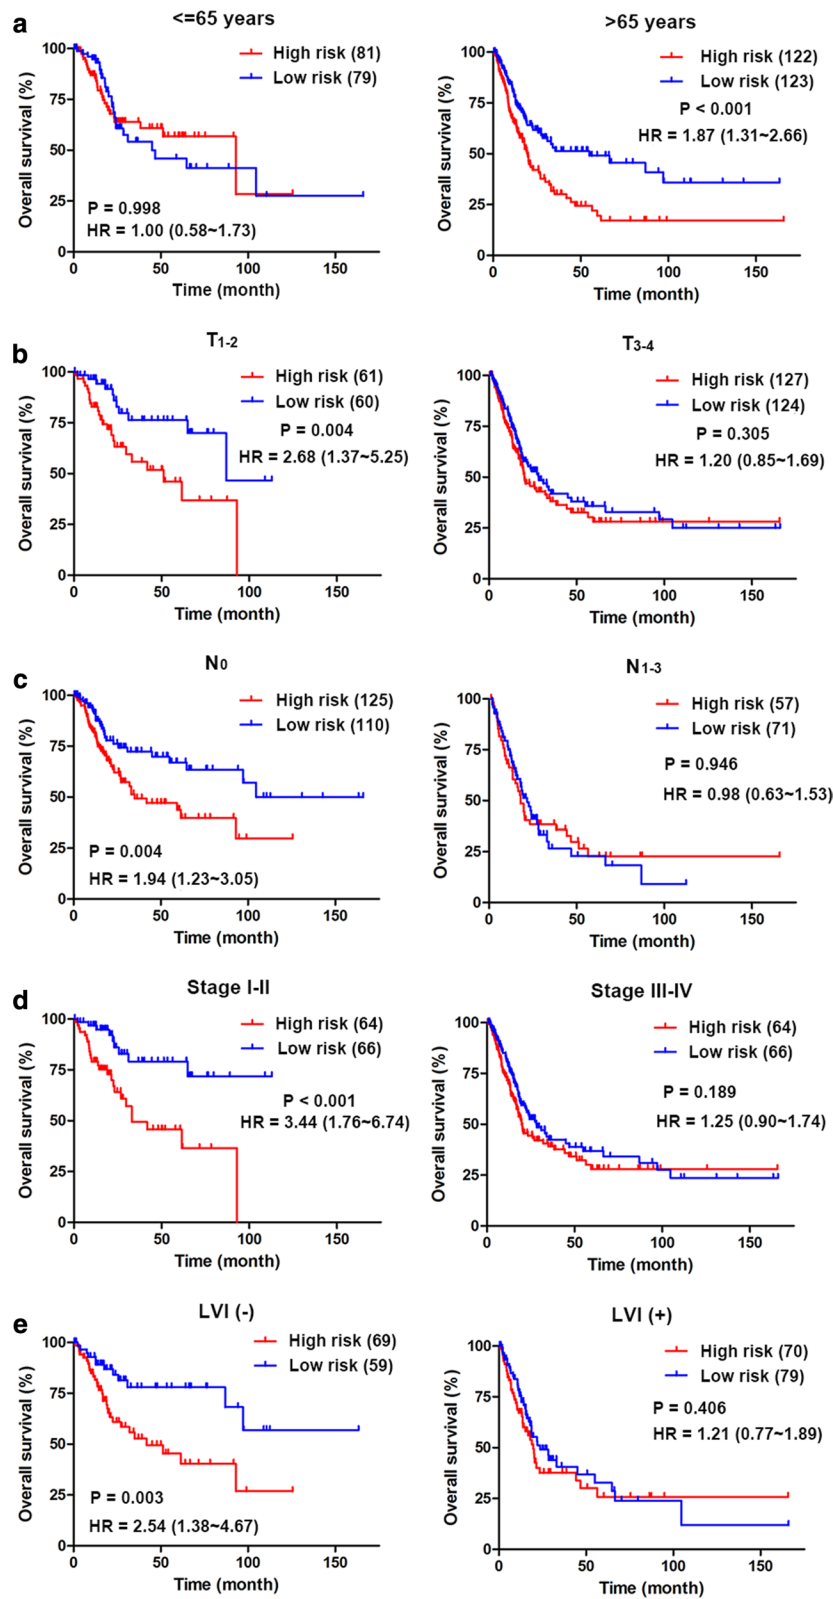 a
<=65 years
High risk (81)
Low risk (79)
P = 0.998
HR = 1.00 (0.58~1.73)
Overall survival (%)
100
75
50
25
0
0 50 100 150
Time (month)
>65 years
High risk (122)
Low risk (123)
P < 0.001
HR = 1.87 (1.31~2.66)
Overall survival (%)
100
75
50
25
0
0 50 100 150
Time (month)
b
T1-2
High risk (61)
Low risk (60)
P = 0.004
HR = 2.68 (1.37~5.25)
Overall survival (%)
100
75
50
25
0
0 50 100 150
Time (month)
T3-4
High risk (127)
Low risk (124)
P = 0.305
HR = 1.20 (0.85~1.69)
Overall survival (%)
100
75
50
25
0
0 50 100 150
Time (month)
c
N0
High risk (125)
Low risk (110)
P = 0.004
HR = 1.94 (1.23~3.05)
Overall survival (%)
100
75
50
25
0
0 50 100 150
Time (month)
N1-3
High risk (57)
Low risk (71)
P = 0.946
HR = 0.98 (0.63~1.53)
Overall survival (%)
100
75
50
25
0
0 50 100 150
Time (month)
d
Stage I-II
High risk (64)
Low risk (66)
P < 0.001
HR = 3.44 (1.76~6.74)
Overall survival (%)
100
75
50
25
0
0 50 100 150
Time (month)
Stage III-IV
High risk (64)
Low risk (66)
P = 0.189
HR = 1.25 (0.90~1.74)
Overall survival (%)
100
75
50
25
0
0 50 100 150
Time (month)
e
LVI (-)
High risk (69)
Low risk (59)
P = 0.003
HR = 2.54 (1.38~4.67)
Overall survival (%)
100
75
50
25
0
0 50 100 150
Time (month)
LVI (+)
High risk (70)
Low risk (79)
P = 0.406
HR = 1.21 (0.77~1.89)
Overall survival (%)
100
75
50
25
0
0 50 100 150
Time (month)